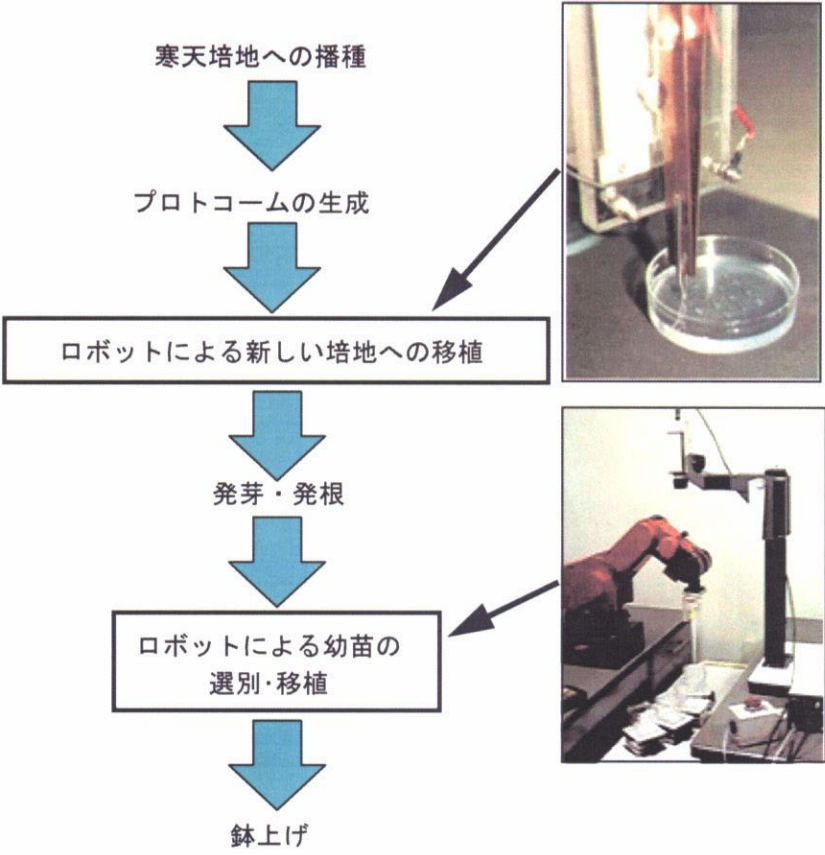 寒天培地への播種
プロトコームの生成
ロボットによる新しい培地への移植
発芽・発根
ロボットによる幼苗の
選別・移植
鉢上げ